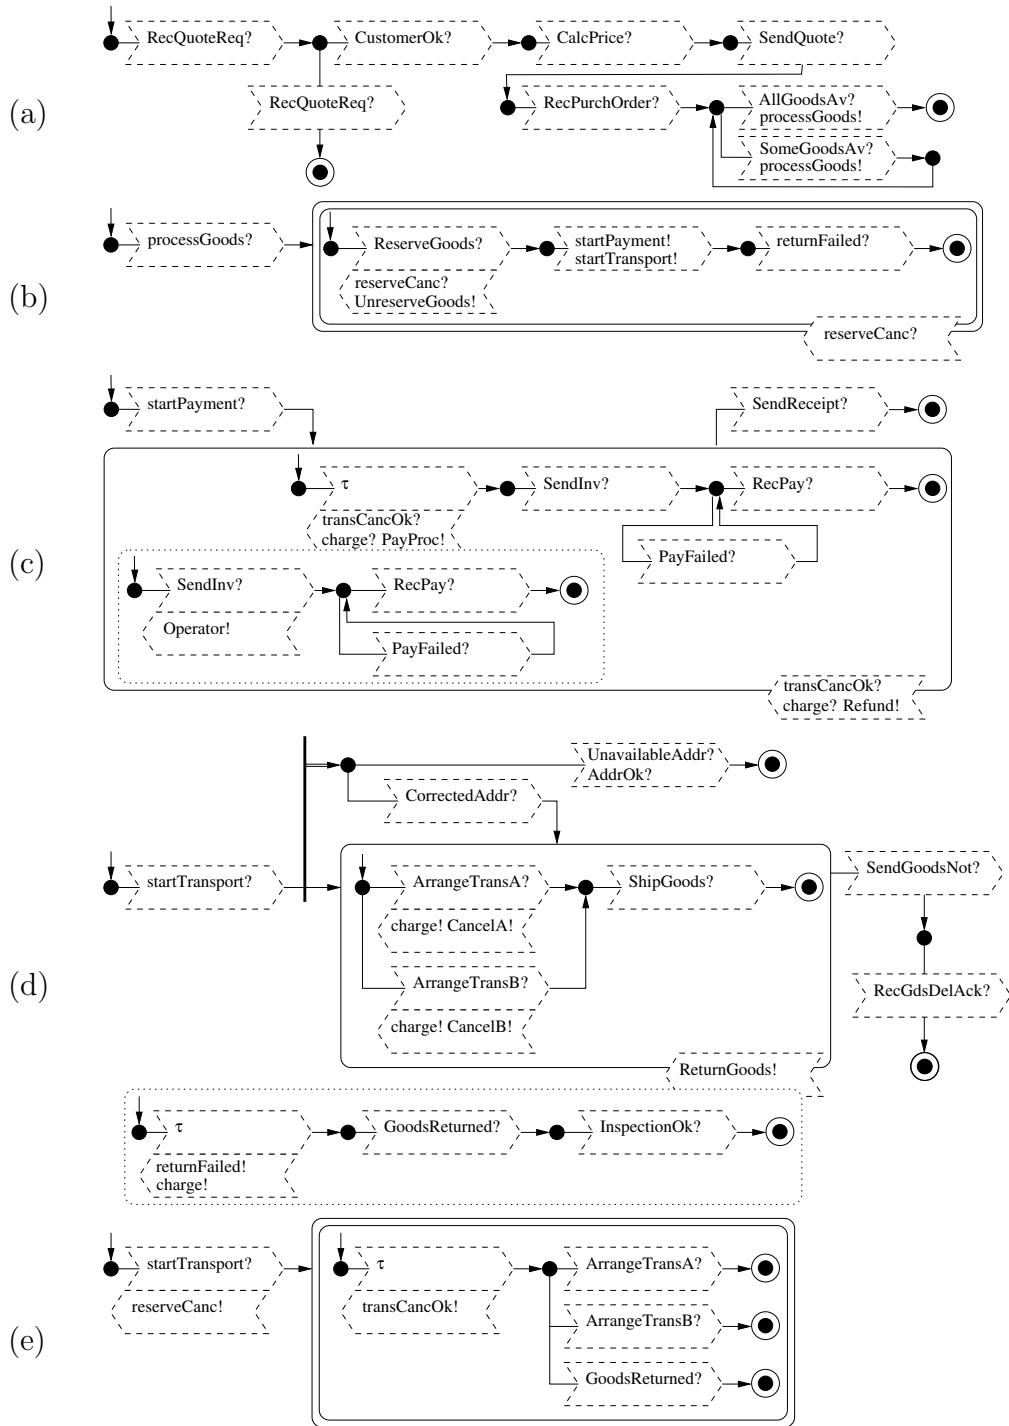 RecQuoteReq?
CustomerOk?
CalcPrice?
SendQuote?
RecQuoteReq?
RecPurchOrder?
AllGoodsAv?
processGoods!
(a)
SomeGoodsAv?
processGoods!
processGoods?
ReserveGoods?
startPayment!
startTransport!
returnFailed?
reserveCanc?
UnreserveGoods!
(b)
reserveCanc?
startPayment?
SendReceipt?
τ
SendInv?
RecPay?
transCancOk?
charge? PayProc!
PayFailed?
(c)
SendInv?
RecPay?
Operator!
PayFailed?
transCancOk?
charge? Refund!
UnavailableAddr?
AddrOk?
CorrectedAddr?
startTransport?
ArrangeTransA?
ShipGoods?
SendGoodsNot?
charge! CancelA!
(d)
ArrangeTransB?
RecGdsDelAck?
charge! CancelB!
ReturnGoods!
τ
GoodsReturned?
InspectionOk?
returnFailed!
charge!
startTransport?
τ
ArrangeTransA?
reserveCanc!
transCancOk!
ArrangeTransB?
(e)
GoodsReturned?